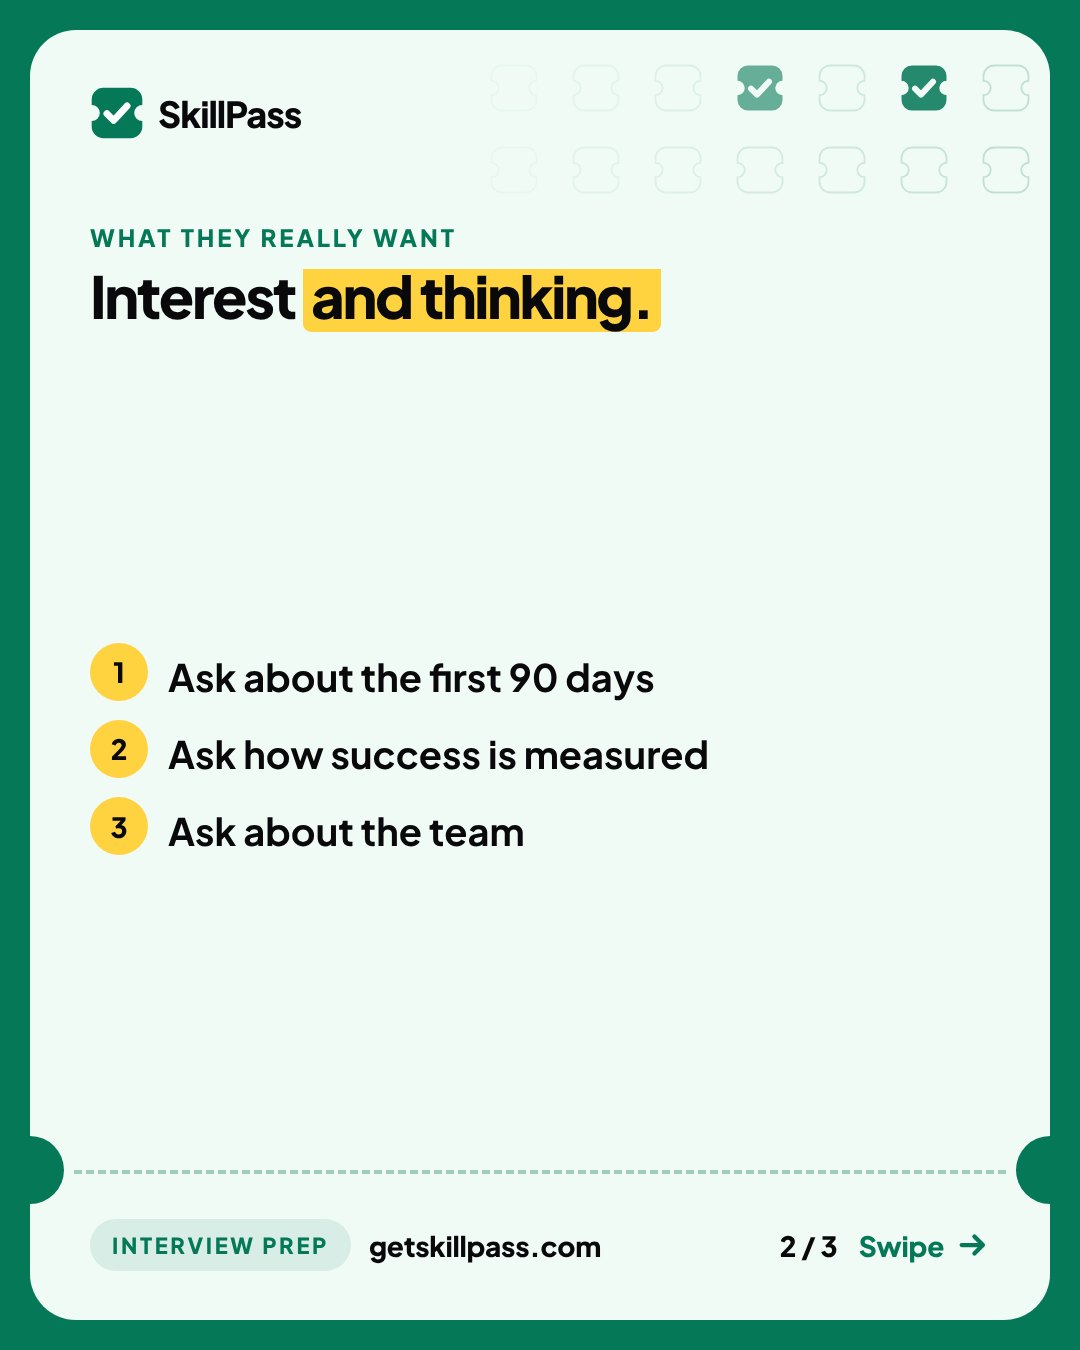 SkillPass
WHAT THEY REALLY WANT
Interest and thinking.
1 Ask about the first 90 days
2 Ask how success is measured
3 Ask about the team
INTERVIEW PREP getskillpass.com 2 / 3 Swipe →